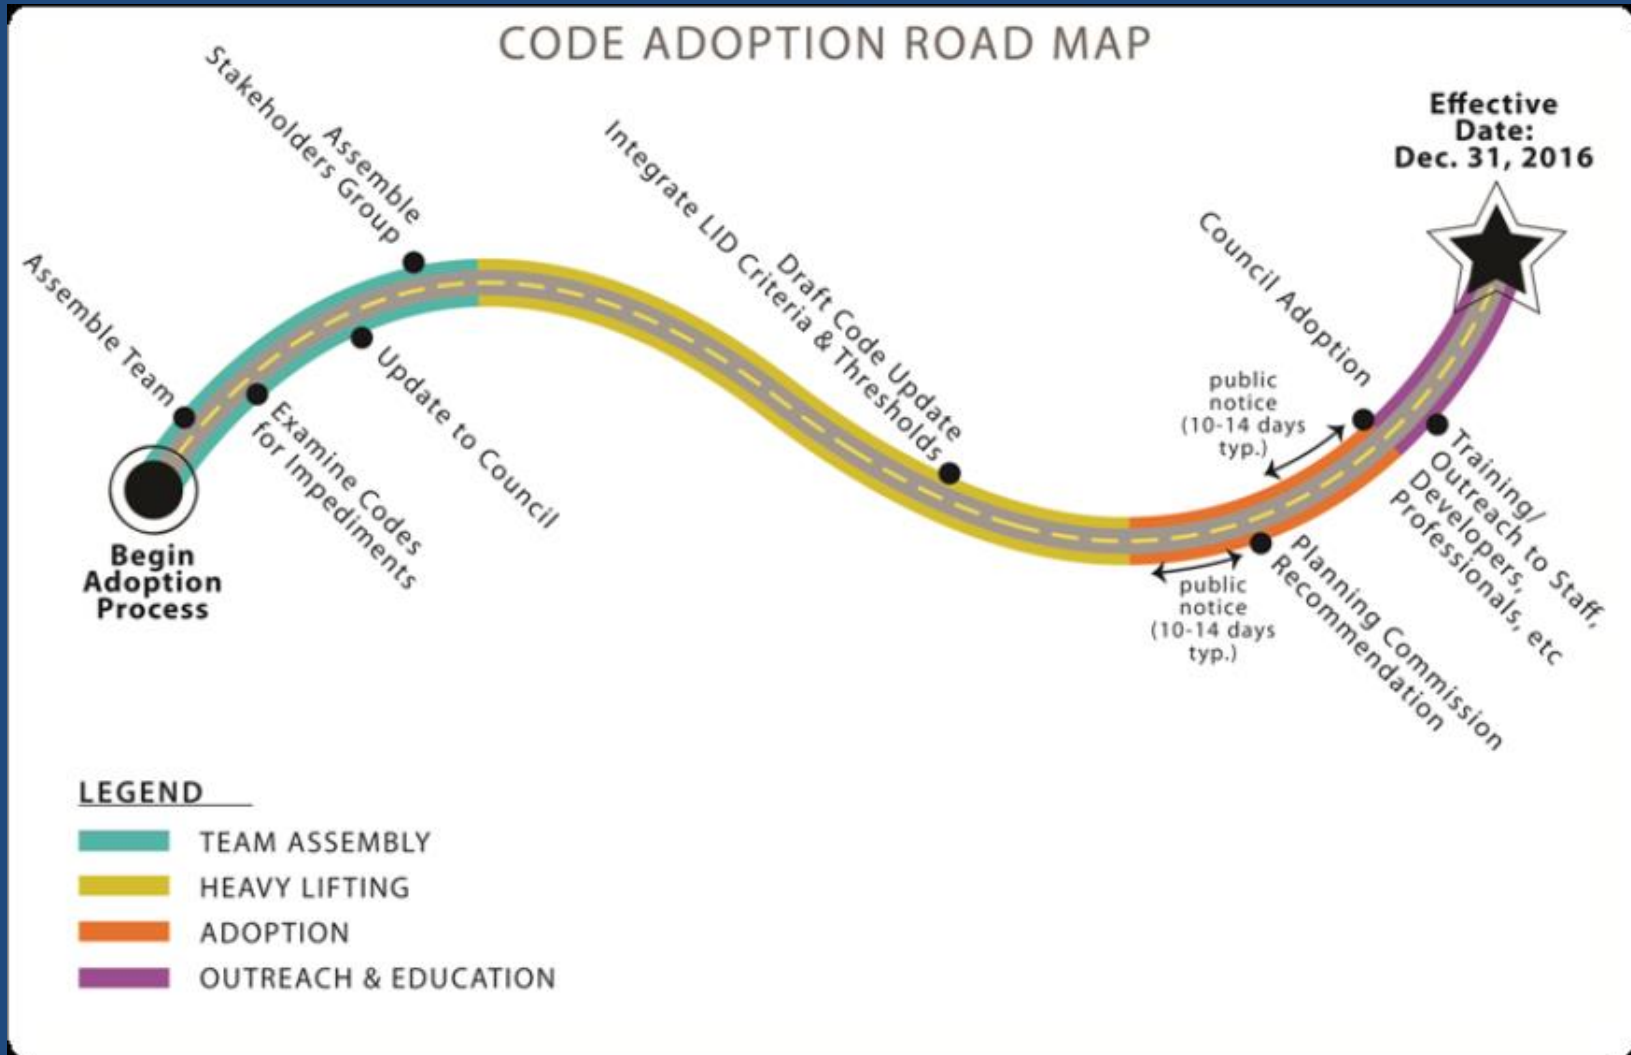 CODE ADOPTION ROAD MAP
Begin
Adoption
Process
Assemble Team
Examine Codes
for Impediments
Update to Council
Assemble
Stakeholders Group
Draft Code Update
Integrate LID Criteria & Thresholds
public
notice
(10-14 days
typ.)
Planning Commission
Recommendation
public
notice
(10-14 days
typ.)
Council Adoption
Training/
Outreach to Staff,
Developers,
Professionals, etc
Effective
Date:
Dec. 31, 2016
LEGEND
TEAM ASSEMBLY
HEAVY LIFTING
ADOPTION
OUTREACH & EDUCATION